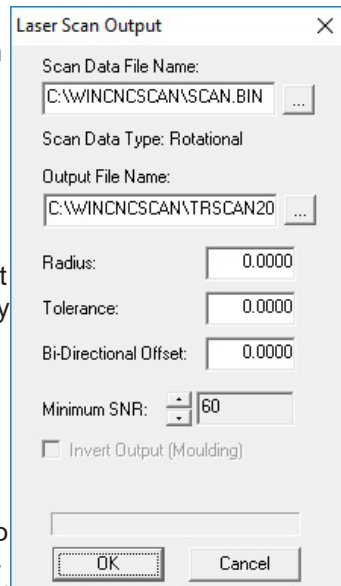 Laser Scan Output
Scan Data File Name:
C:\WINCNCSCAN\SCAN.BIN ...
Scan Data Type: Rotational
Output File Name:
C:\WINCNCSCAN\TRSCAN20 ...
Radius: 0.0000
t
Tolerance: 0.0000
y
Bi-Directional Offset: 0.0000
Minimum SNR: 60
Invert Output (Moulding)
o
OK Cancel